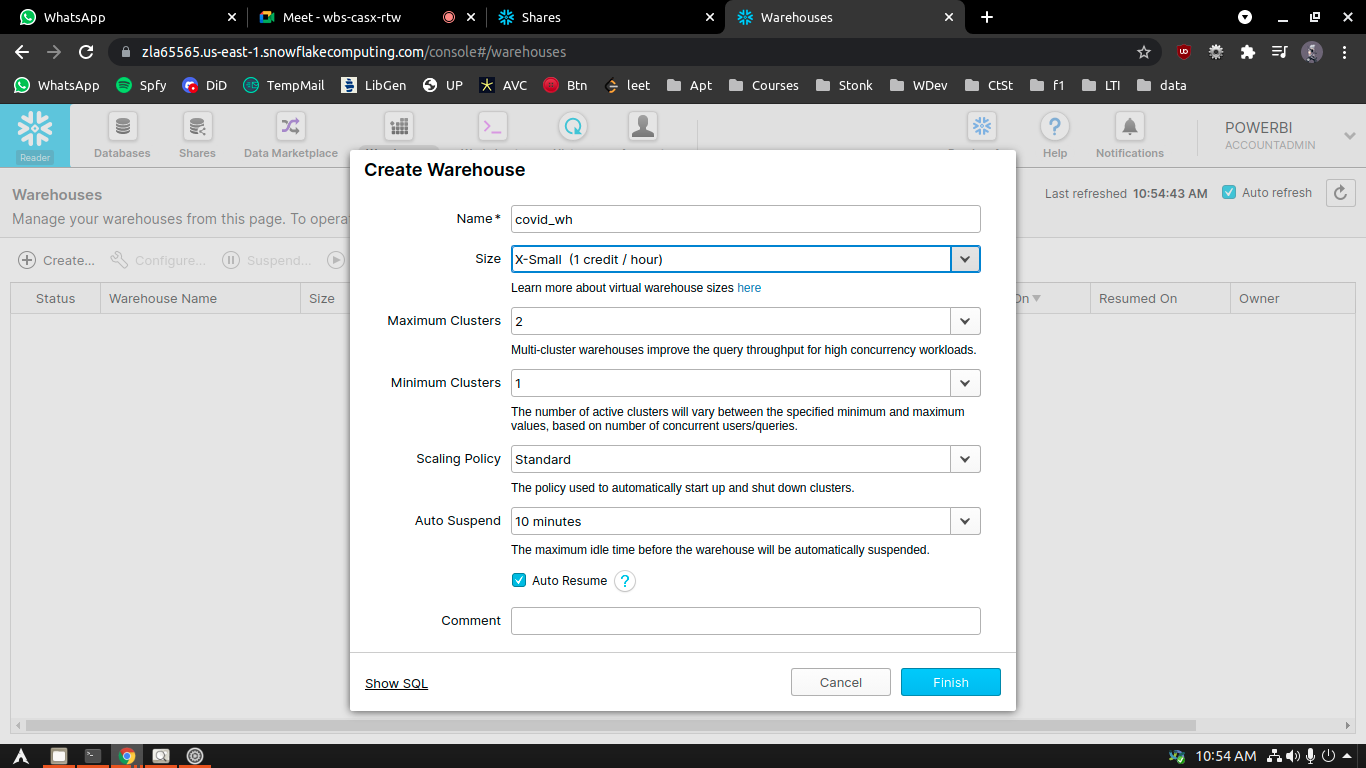 WhatsApp
Meet - wbs-casx-rtw
Shares
Warehouses
zla65565.us-east-1.snowflakecomputing.com/console#/warehouses
WhatsApp Spfy DiD TempMail LibGen UP AVC Btn leet Apt Courses Stonk WDev CtSt f1 LTI data
Reader
Databases
Shares
Data Marketplace
Help
Notifications
POWERBI
ACCOUNTADMIN
Warehouses
Last refreshed 10:54:43 AM Auto refresh
Manage your warehouses from this page. To opera
Create... Configure... Suspend...
Status Warehouse Name Size On Resumed On Owner
Create Warehouse
Name* covid_wh
Size X-Small (1 credit / hour)
Learn more about virtual warehouse sizes here
Maximum Clusters 2
Multi-cluster warehouses improve the query throughput for high concurrency workloads.
Minimum Clusters 1
The number of active clusters will vary between the specified minimum and maximum
values, based on number of concurrent users/queries.
Scaling Policy Standard
The policy used to automatically start up and shut down clusters.
Auto Suspend 10 minutes
The maximum idle time before the warehouse will be automatically suspended.
Auto Resume ?
Comment
Show SQL Cancel Finish
10:54 AM